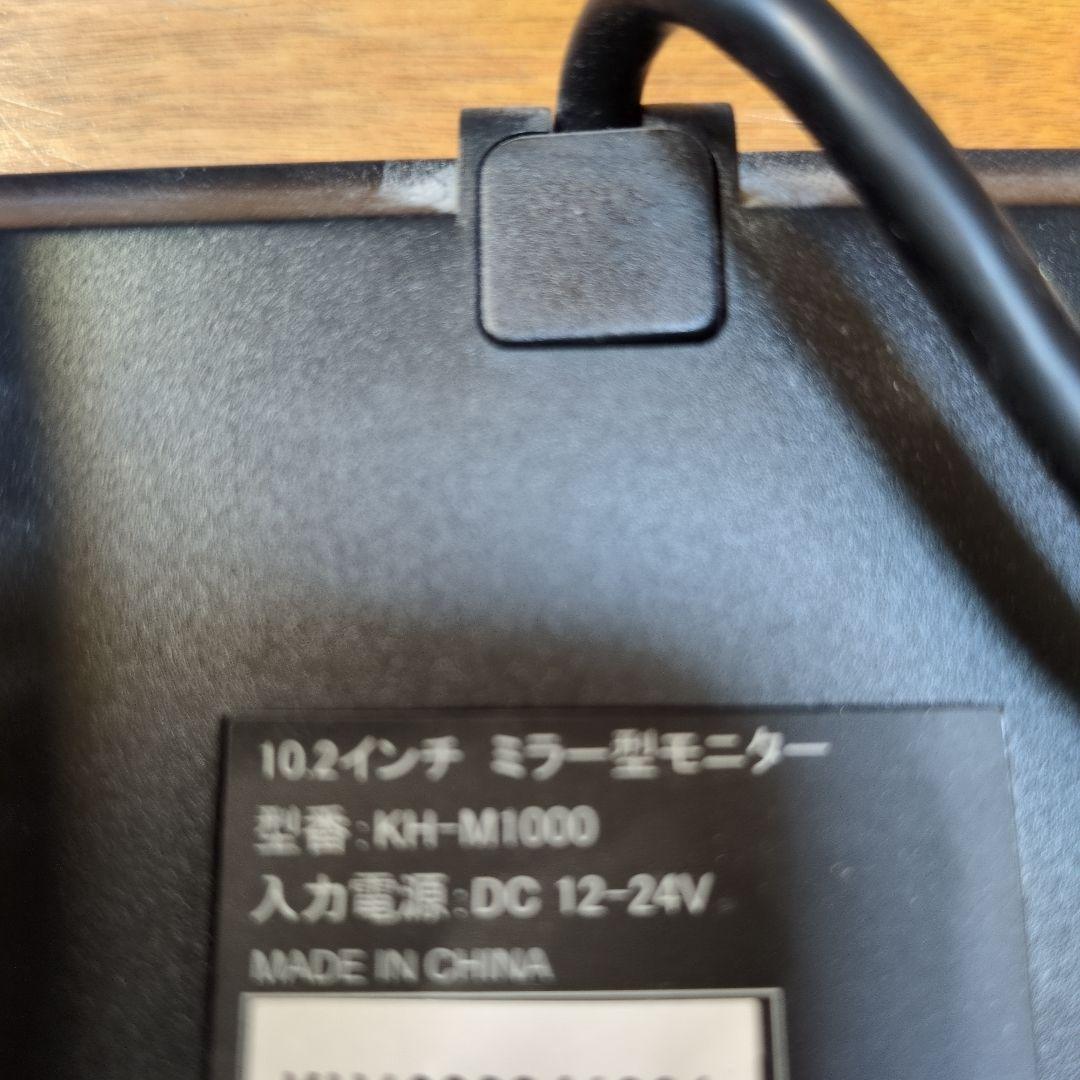 10.2インチ ミラー型モニター
型番:KH-M1000
入力電源:DC 12-24V
MADE IN CHINA